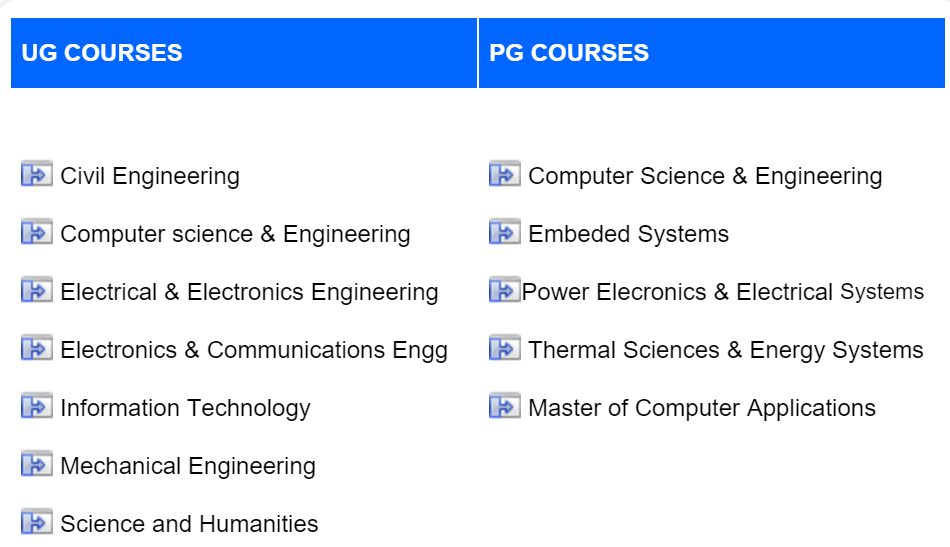 UG COURSES
PG COURSES
Civil Engineering
Computer science & Engineering
Electrical & Electronics Engineering
Electronics & Communications Engg
Information Technology
Mechanical Engineering
Science and Humanities
Computer Science & Engineering
Embeded Systems
Power Elecronics & Electrical Systems
Thermal Sciences & Energy Systems
Master of Computer Applications